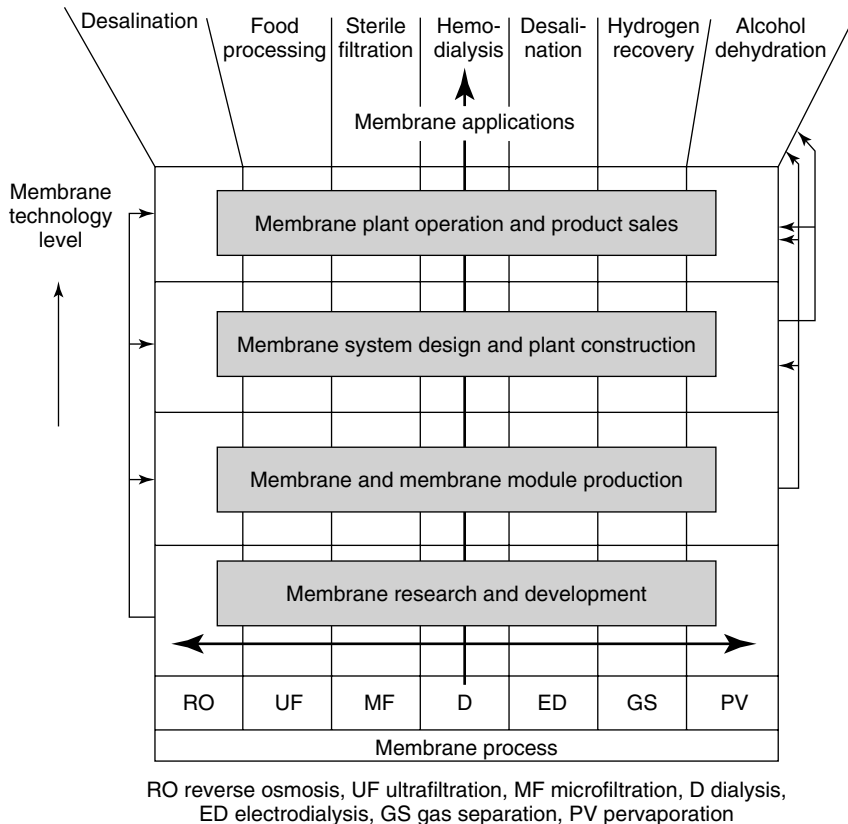 Desalination
Food
processing
Sterile
filtration
Hemo-
dialysis
Desali-
nation
Hydrogen
recovery
Alcohol
dehydration
Membrane applications
Membrane
technology
level
Membrane plant operation and product sales
Membrane system design and plant construction
Membrane and membrane module production
Membrane research and development
RO UF MF D ED GS PV
Membrane process
RO reverse osmosis, UF ultrafiltration, MF microfiltration, D dialysis,
ED electrodialysis, GS gas separation, PV pervaporation